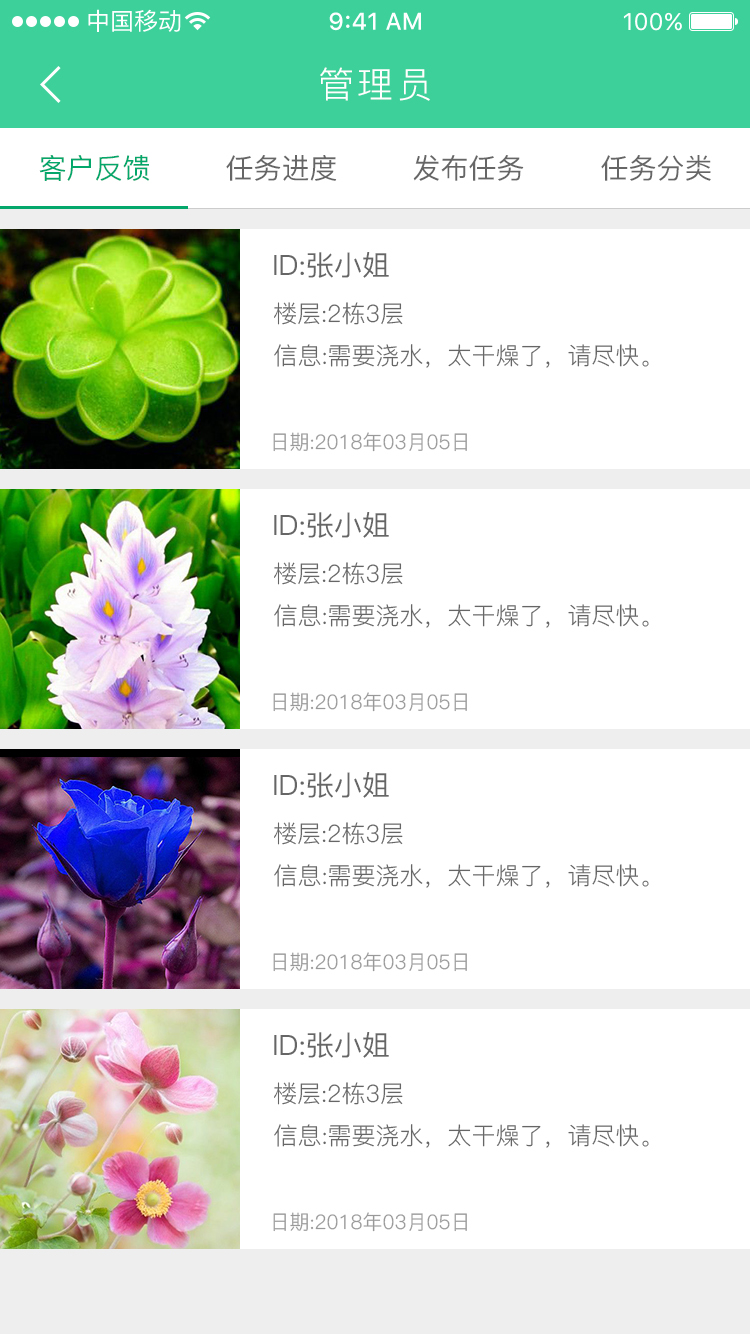 中国移动 9:41 AM 100%
管理员
客户反馈 任务进度 发布任务 任务分类
ID:张小姐
楼层:2栋3层
信息:需要浇水，太干燥了，请尽快。
日期:2018年03月05日
ID:张小姐
楼层:2栋3层
信息:需要浇水，太干燥了，请尽快。
日期:2018年03月05日
ID:张小姐
楼层:2栋3层
信息:需要浇水，太干燥了，请尽快。
日期:2018年03月05日
ID:张小姐
楼层:2栋3层
信息:需要浇水，太干燥了，请尽快。
日期:2018年03月05日